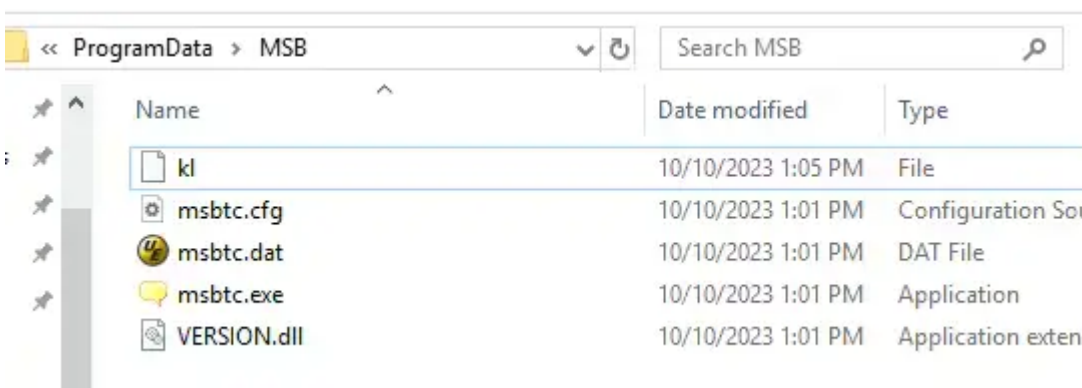 « ProgramData > MSB Search MSB
Name Date modified Type
kl 10/10/2023 1:05 PM File
msbtc.cfg 10/10/2023 1:01 PM Configuration Sou
msbtc.dat 10/10/2023 1:01 PM DAT File
msbtc.exe 10/10/2023 1:01 PM Application
VERSION.dll 10/10/2023 1:01 PM Application exten